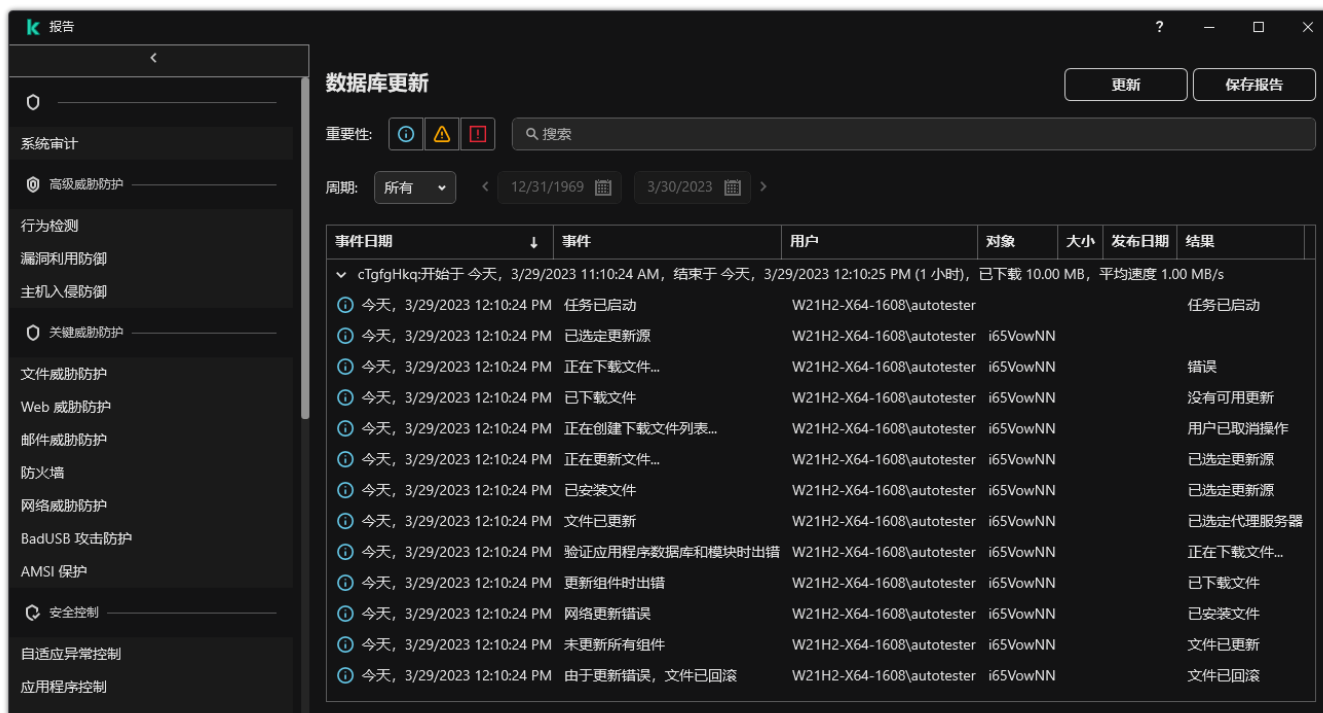 报告
?
数据库更新
更新
保存报告
重要性:
搜索
周期:
所有
12/31/1969
3/30/2023
系统审计
高级威胁防护
行为检测
漏洞利用防御
主机入侵防御
关键威胁防护
文件威胁防护
Web 威胁防护
邮件威胁防护
防火墙
网络威胁防护
BadUSB 攻击防护
AMSI 保护
安全控制
自适应异常控制
应用程序控制
事件日期 事件 用户 对象 大小 发布日期 结果
cTgfgHkq:开始于 今天，3/29/2023 11:10:24 AM，结束于 今天，3/29/2023 12:10:25 PM (1 小时)，已下载 10.00 MB，平均速度 1.00 MB/s
今天，3/29/2023 12:10:24 PM 任务已启动 W21H2-X64-1608\autotester 任务已启动
今天，3/29/2023 12:10:24 PM 已选定更新源 W21H2-X64-1608\autotester i65VowNN
今天，3/29/2023 12:10:24 PM 正在下载文件... W21H2-X64-1608\autotester i65VowNN 错误
今天，3/29/2023 12:10:24 PM 已下载文件 W21H2-X64-1608\autotester i65VowNN 没有可用更新
今天，3/29/2023 12:10:24 PM 正在创建下载文件列表... W21H2-X64-1608\autotester i65VowNN 用户已取消操作
今天，3/29/2023 12:10:24 PM 正在更新文件... W21H2-X64-1608\autotester i65VowNN 已选定更新源
今天，3/29/2023 12:10:24 PM 已安装文件 W21H2-X64-1608\autotester i65VowNN 已选定更新源
今天，3/29/2023 12:10:24 PM 文件已更新 W21H2-X64-1608\autotester i65VowNN 已选定代理服务器
今天，3/29/2023 12:10:24 PM 验证应用程序数据库和模块时出错 W21H2-X64-1608\autotester i65VowNN 正在下载文件...
今天，3/29/2023 12:10:24 PM 更新组件时出错 W21H2-X64-1608\autotester i65VowNN 已下载文件
今天，3/29/2023 12:10:24 PM 网络更新错误 W21H2-X64-1608\autotester i65VowNN 已安装文件
今天，3/29/2023 12:10:24 PM 未更新所有组件 W21H2-X64-1608\autotester i65VowNN 文件已更新
今天，3/29/2023 12:10:24 PM 由于更新错误，文件已回滚 W21H2-X64-1608\autotester i65VowNN 文件已回滚